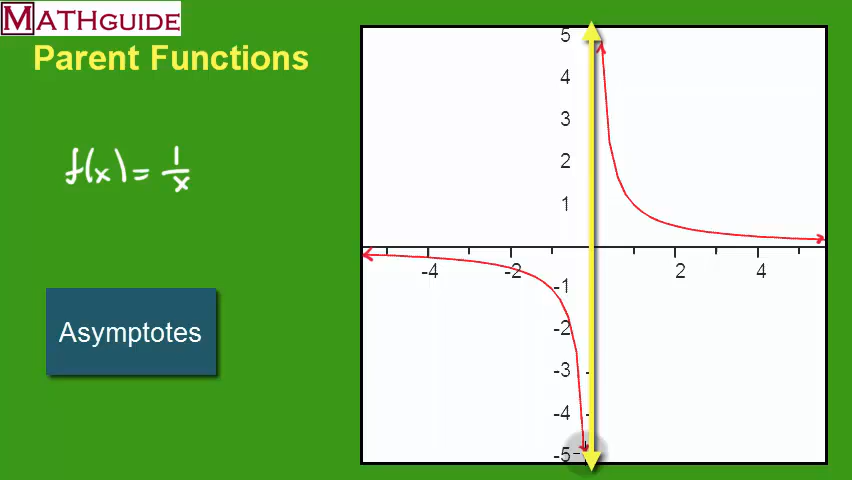 MATHGUIDE
Parent Functions
f(x) = 1/x
Asymptotes
5
4
3
2
1
-4 -2 2 4
-1
-2
-3
-4
-5